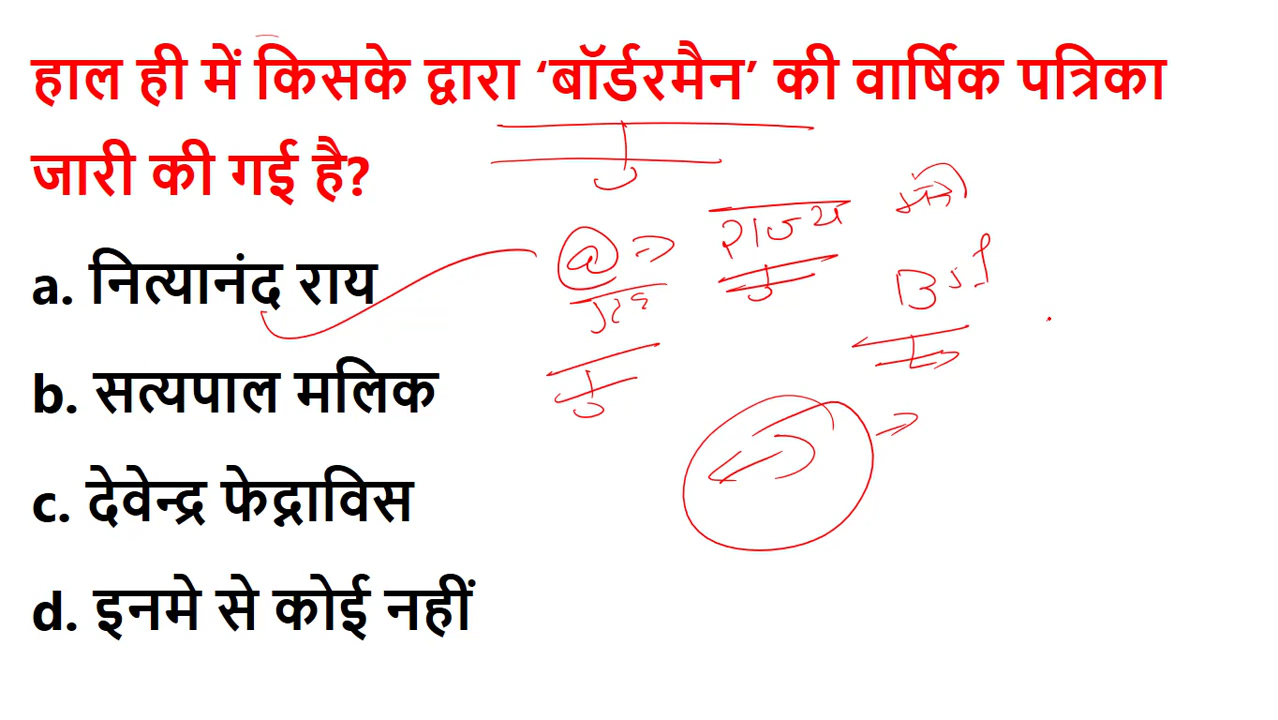 हाल ही में किसके द्वारा ‘बॉर्डरमैन’ की वार्षिक पत्रिका
जारी की गई है?
राज्य
a. नित्यानंद राय
b. सत्यपाल मलिक
c. देवेन्द्र फेद्नाविस
d. इनमे से कोई नहीं